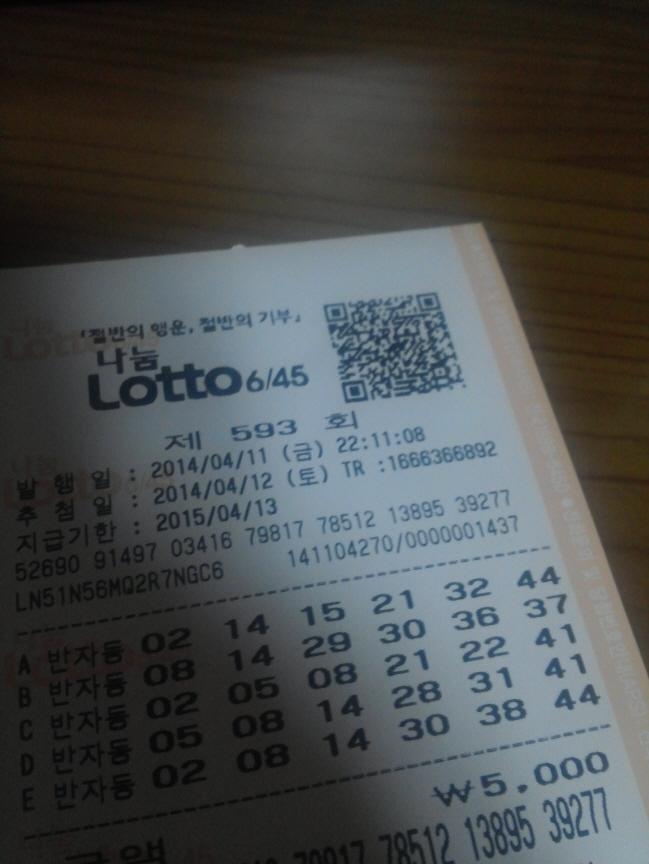 「절반의 행운, 절반의 기부」
나눔
Lotto 6/45
제 593 회
발 행 일 : 2014/04/11 (금) 22:11:08
추 첨 일 : 2014/04/12 (토) TR :1666366892
지급기한 : 2015/04/13
52690 91497 03416 79817 78512 13895 39277
LN51N56MQ2R7NGC6 141104270/0000001437
A 반자동 02 14 15 21 32 44
B 반자동 08 14 29 30 36 37
C 반자동 02 05 08 21 22 41
D 반자동 05 08 14 28 31 41
E 반자동 02 08 14 30 38 44
₩5,000
금액
79817 78512 13895 39277